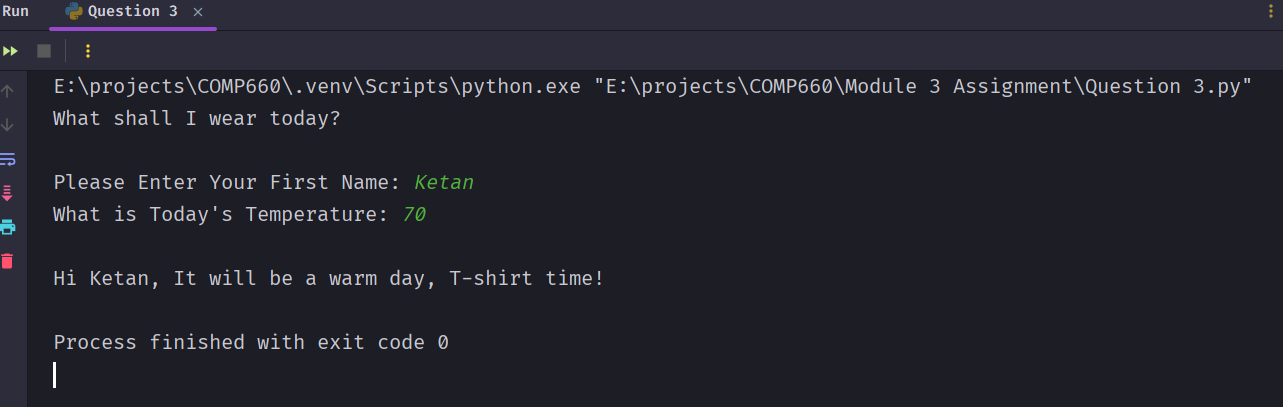 Run Question 3 ×
E:\projects\COMP660\.venv\Scripts\python.exe "E:\projects\COMP660\Module 3 Assignment\Question 3.py"
What shall I wear today?
Please Enter Your First Name: Ketan
What is Today's Temperature: 70
Hi Ketan, It will be a warm day, T-shirt time!
Process finished with exit code 0